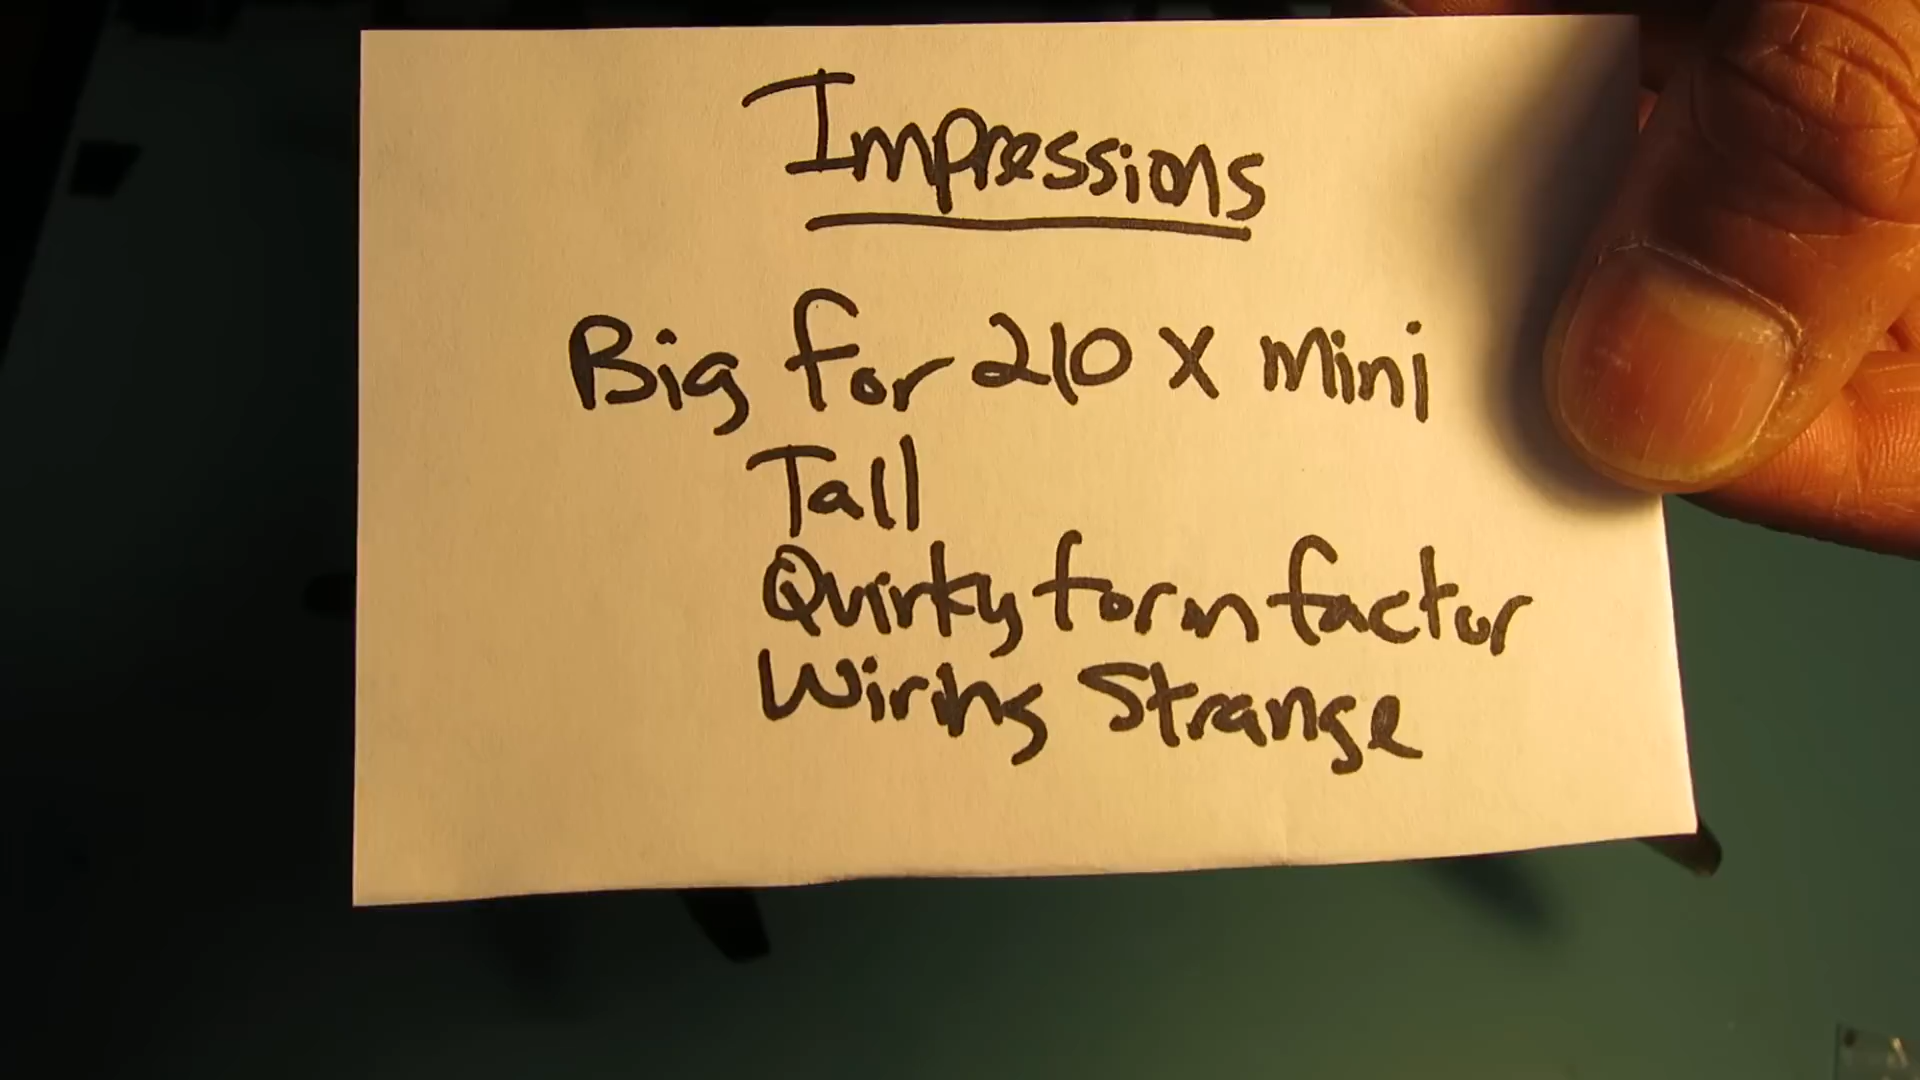 Impressions
Big for 210 X Mini
Tall
Quirky form factor
Wiring Strange